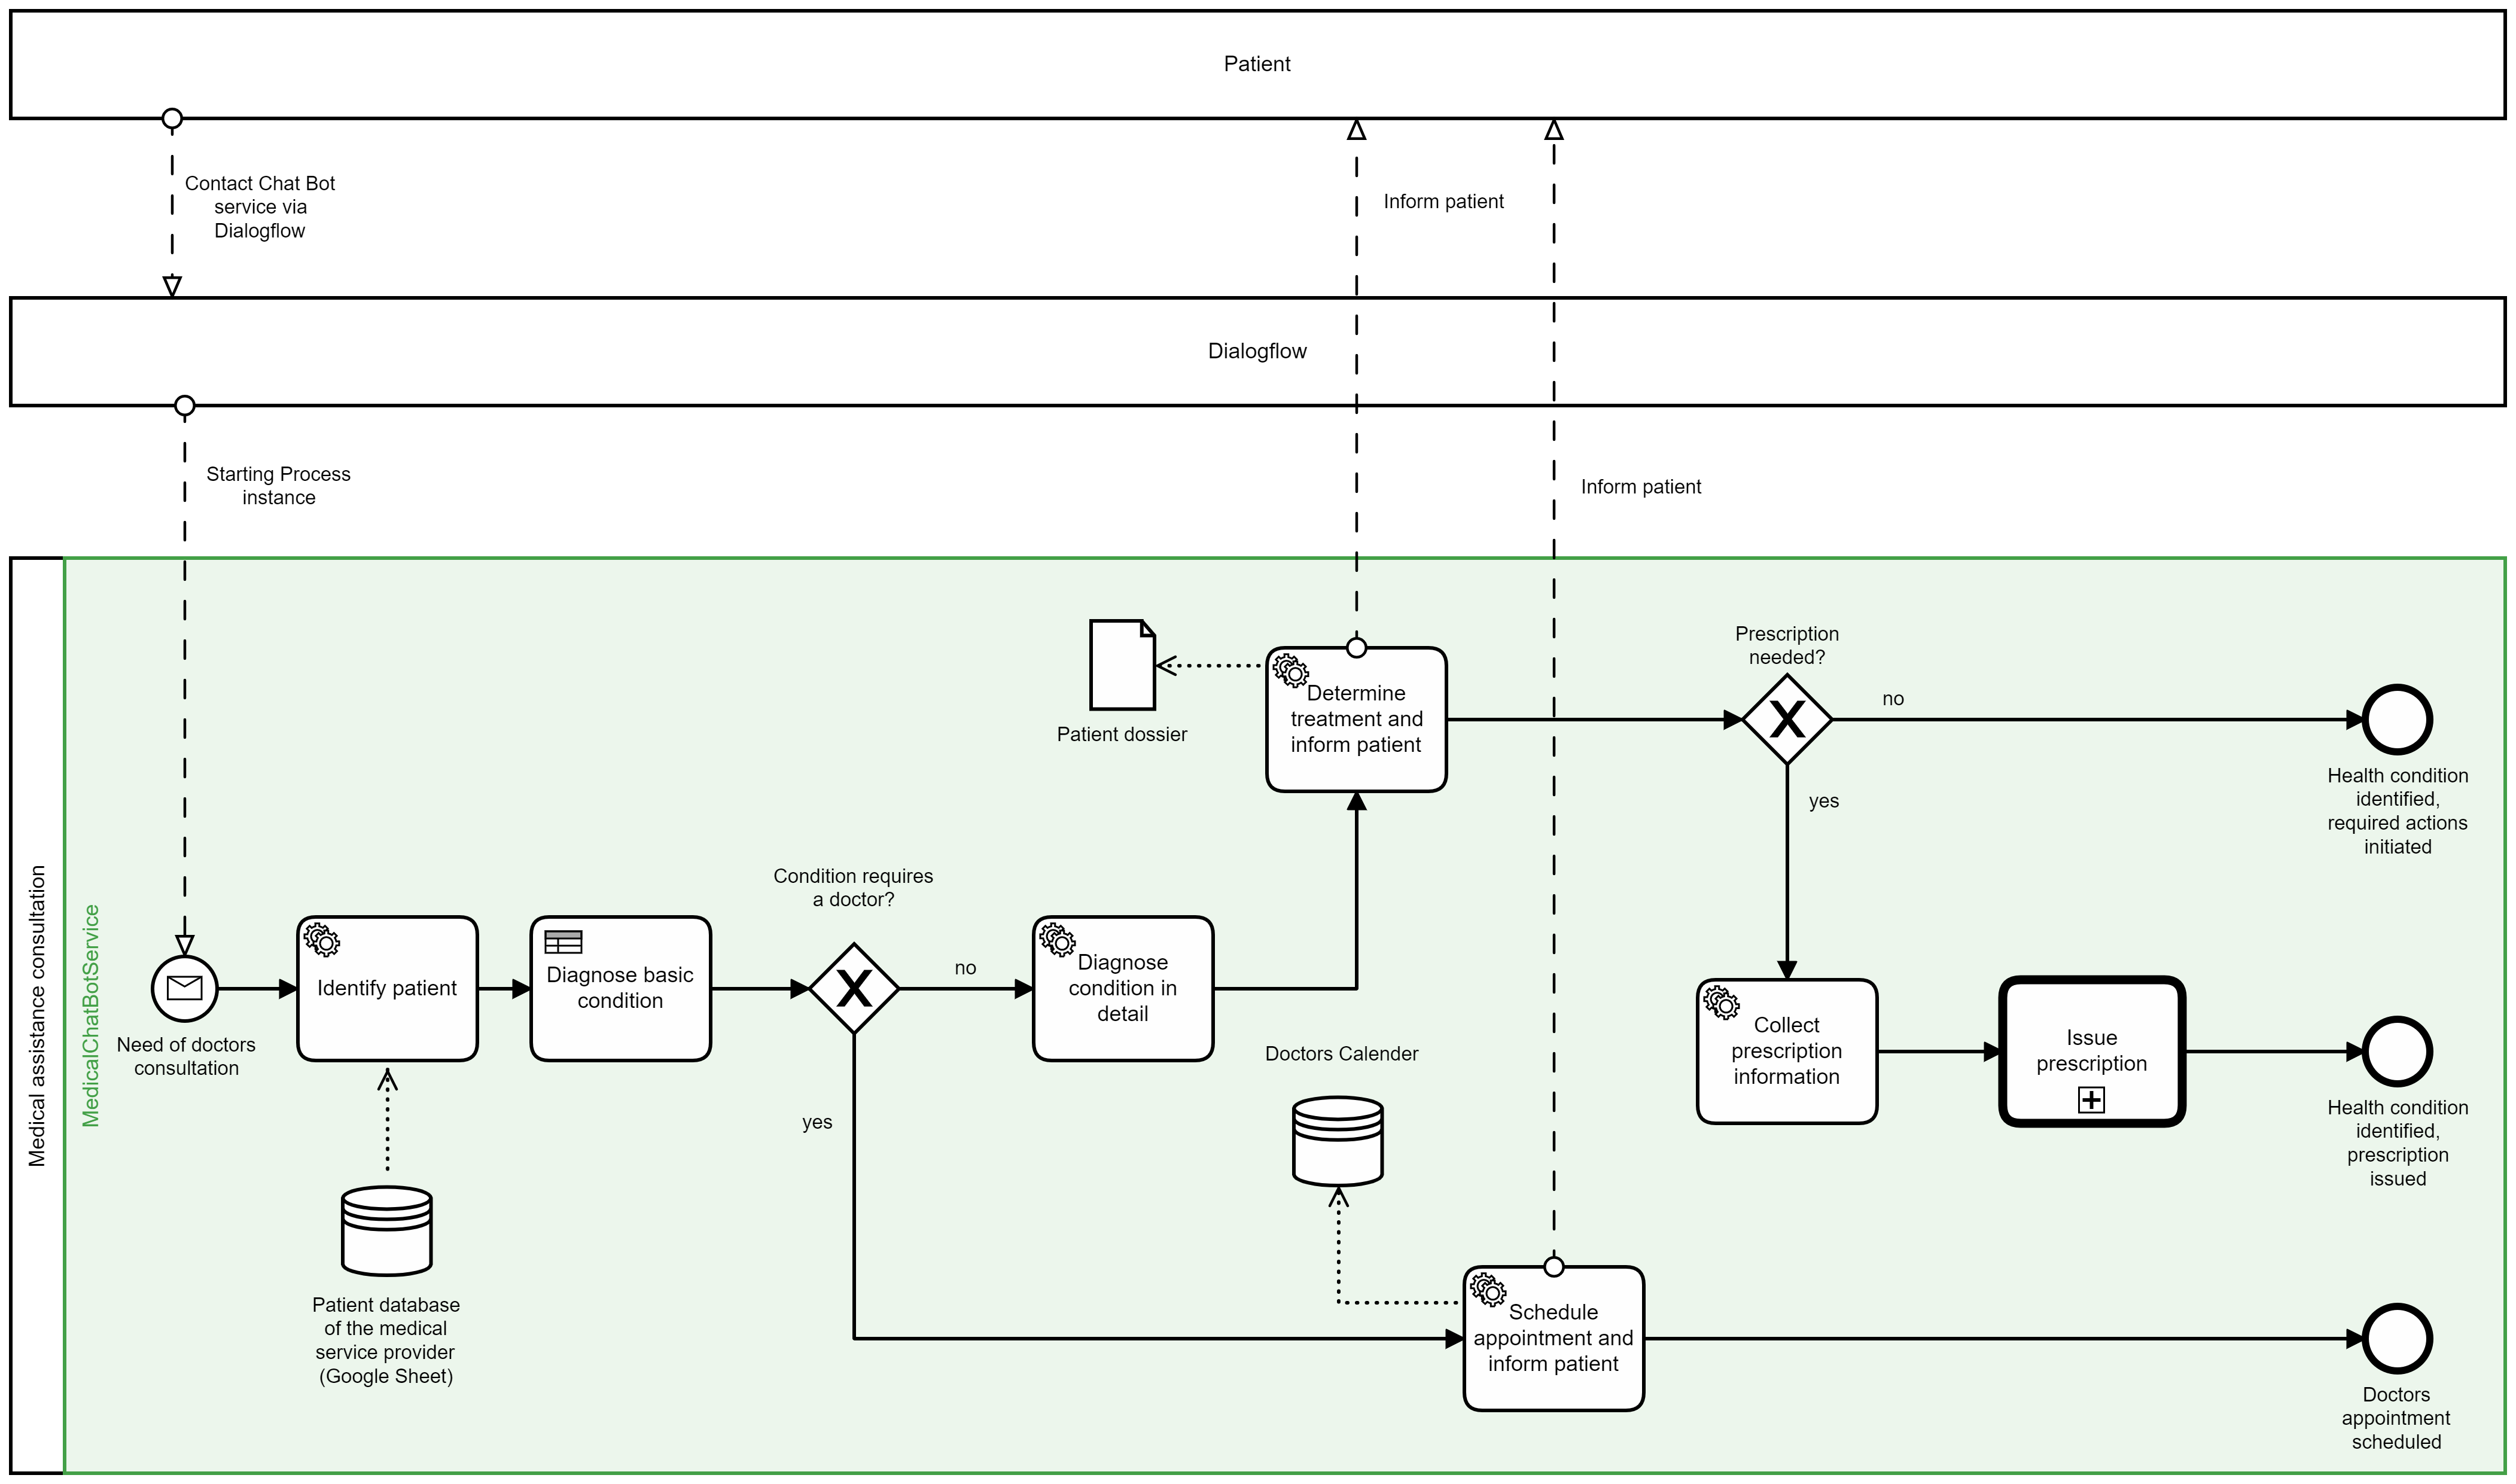 Patient
Contact Chat Bot
service via
Dialogflow
Inform patient
Dialogflow
Starting Process
instance
Inform patient
Medical assistance consultation
MedicalChatBotService
Need of doctors
consultation
Identify patient
Patient database
of the medical
service provider
(Google Sheet)
Diagnose basic
condition
Condition requires
a doctor?
no
yes
Diagnose
condition in
detail
Patient dossier
Determine
treatment and
inform patient
Doctors Calender
Schedule
appointment and
inform patient
Prescription
needed?
no
yes
Collect
prescription
information
Issue
prescription
Health condition
identified,
required actions
initiated
Health condition
identified,
prescription
issued
Doctors
appointment
scheduled